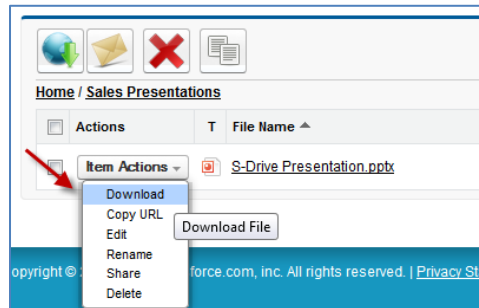 Home / Sales Presentations
Actions T File Name
Item Actions S-Drive Presentation.pptx
Download
Copy URL
Edit
Download File
Rename
Share
Delete
opyright © force.com, inc. All rights reserved. | Privacy St